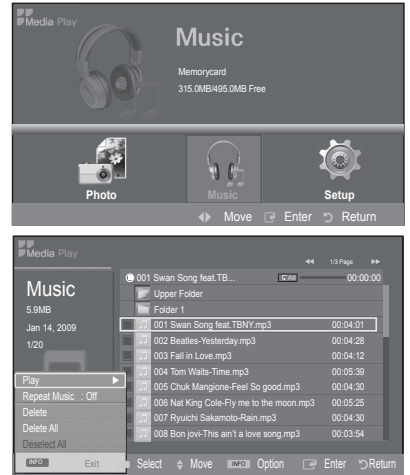 Media Play
Music
Memorycard
315.0MB/495.0MB Free
Photo
Music
Setup
Move Enter Return
Media Play
1/3 Page
001 Swan Song feat.TB... All 00:00:00
Music
5.9MB
Jan 14, 2009
1/20
Upper Folder
Folder 1
001 Swan Song feat.TBNY.mp3 00:04:01
002 Beatles-Yesterday.mp3 00:04:28
003 Fall in Love.mp3 00:04:12
004 Tom Waits-Time.mp3 00:05:39
005 Chuk Mangione-Feel So good.mp3 00:04:30
006 Nat King Cole-Fly me to the moon.mp3 00:05:25
007 Ryuichi Sakamoto-Rain.mp3 00:04:30
008 Bon jovi-This ain't a love song.mp3 00:03:54
Play
Repeat Music : Off
Delete
Delete All
Deselect All
INFO Exit
Select Move INFO Option Enter Return